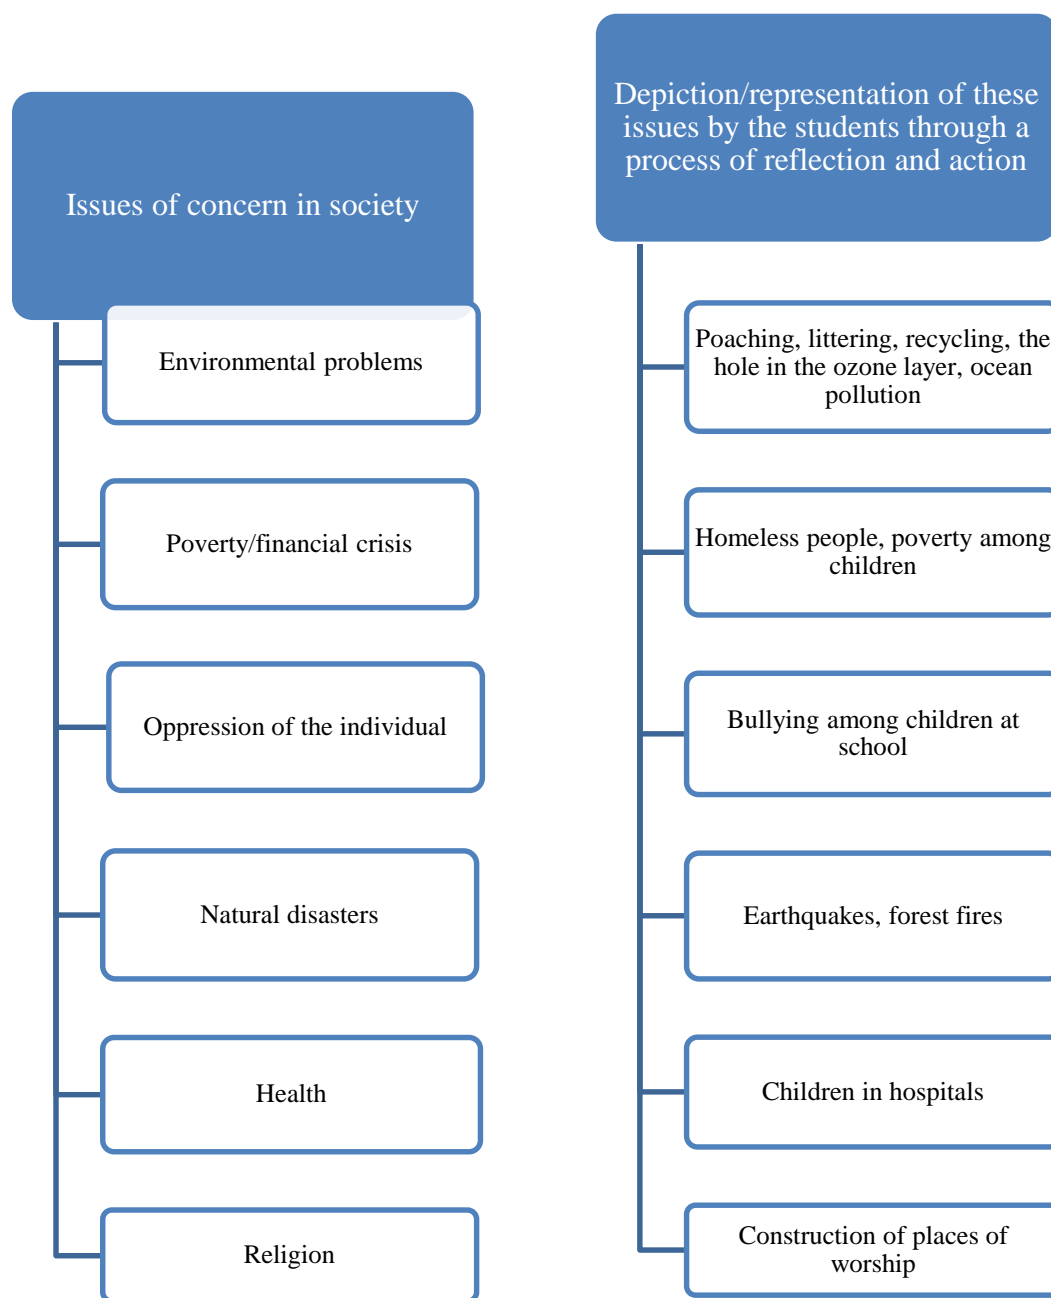 Issues of concern in society
Environmental problems
Poverty/financial crisis
Oppression of the individual
Natural disasters
Health
Religion
Depiction/representation of these
issues by the students through a
process of reflection and action
Poaching, littering, recycling, the
hole in the ozone layer, ocean
pollution
Homeless people, poverty among
children
Bullying among children at
school
Earthquakes, forest fires
Children in hospitals
Construction of places of
worship